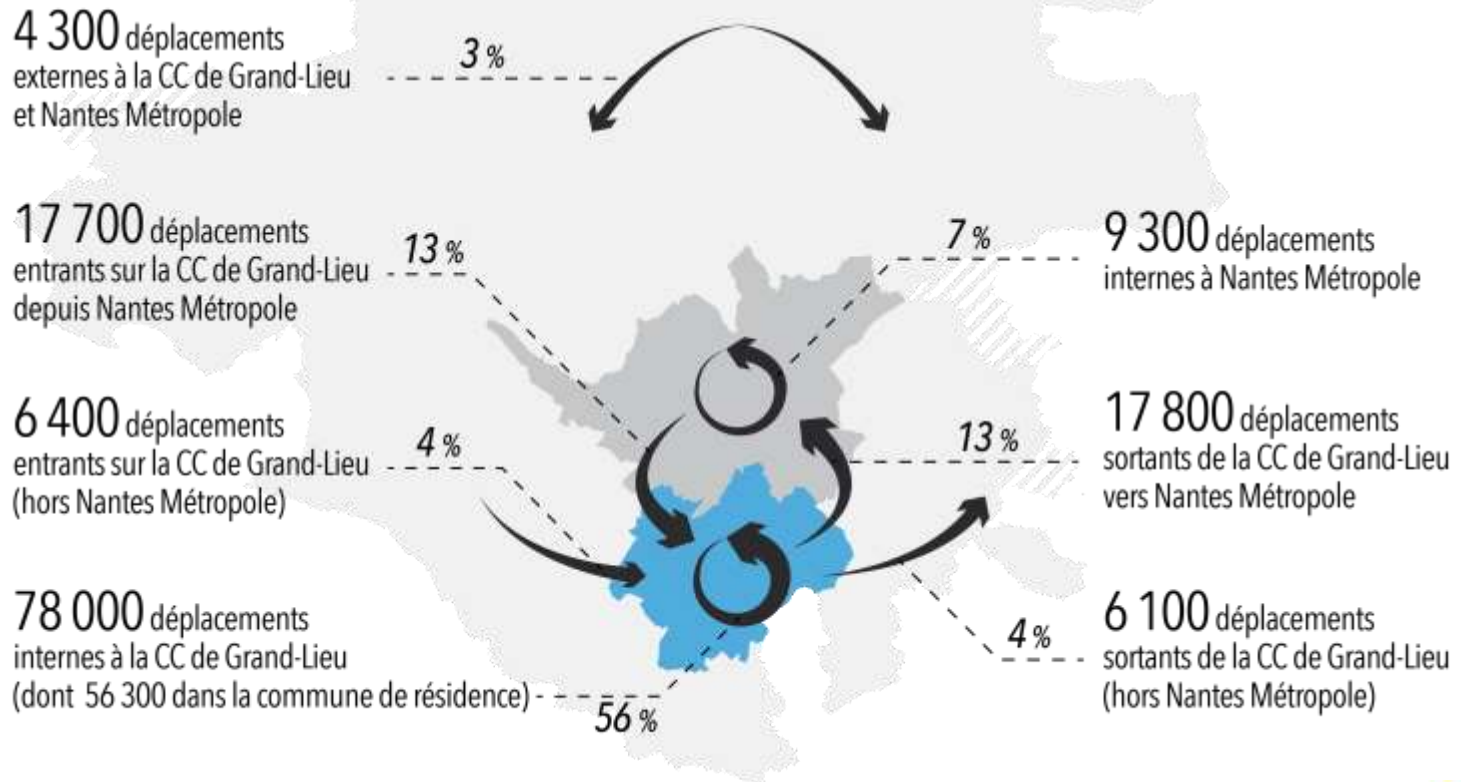 4 300 déplacements
externes à la CC de Grand-Lieu
et Nantes Métropole
3 %
17 700 déplacements
entrants sur la CC de Grand-Lieu
depuis Nantes Métropole
13 %
7 %
9 300 déplacements
internes à Nantes Métropole
6 400 déplacements
entrants sur la CC de Grand-Lieu
(hors Nantes Métropole)
4 %
13 %
17 800 déplacements
sortants de la CC de Grand-Lieu
vers Nantes Métropole
78 000 déplacements
internes à la CC de Grand-Lieu
(dont 56 300 dans la commune de résidence)
56 %
4 %
6 100 déplacements
sortants de la CC de Grand-Lieu
(hors Nantes Métropole)